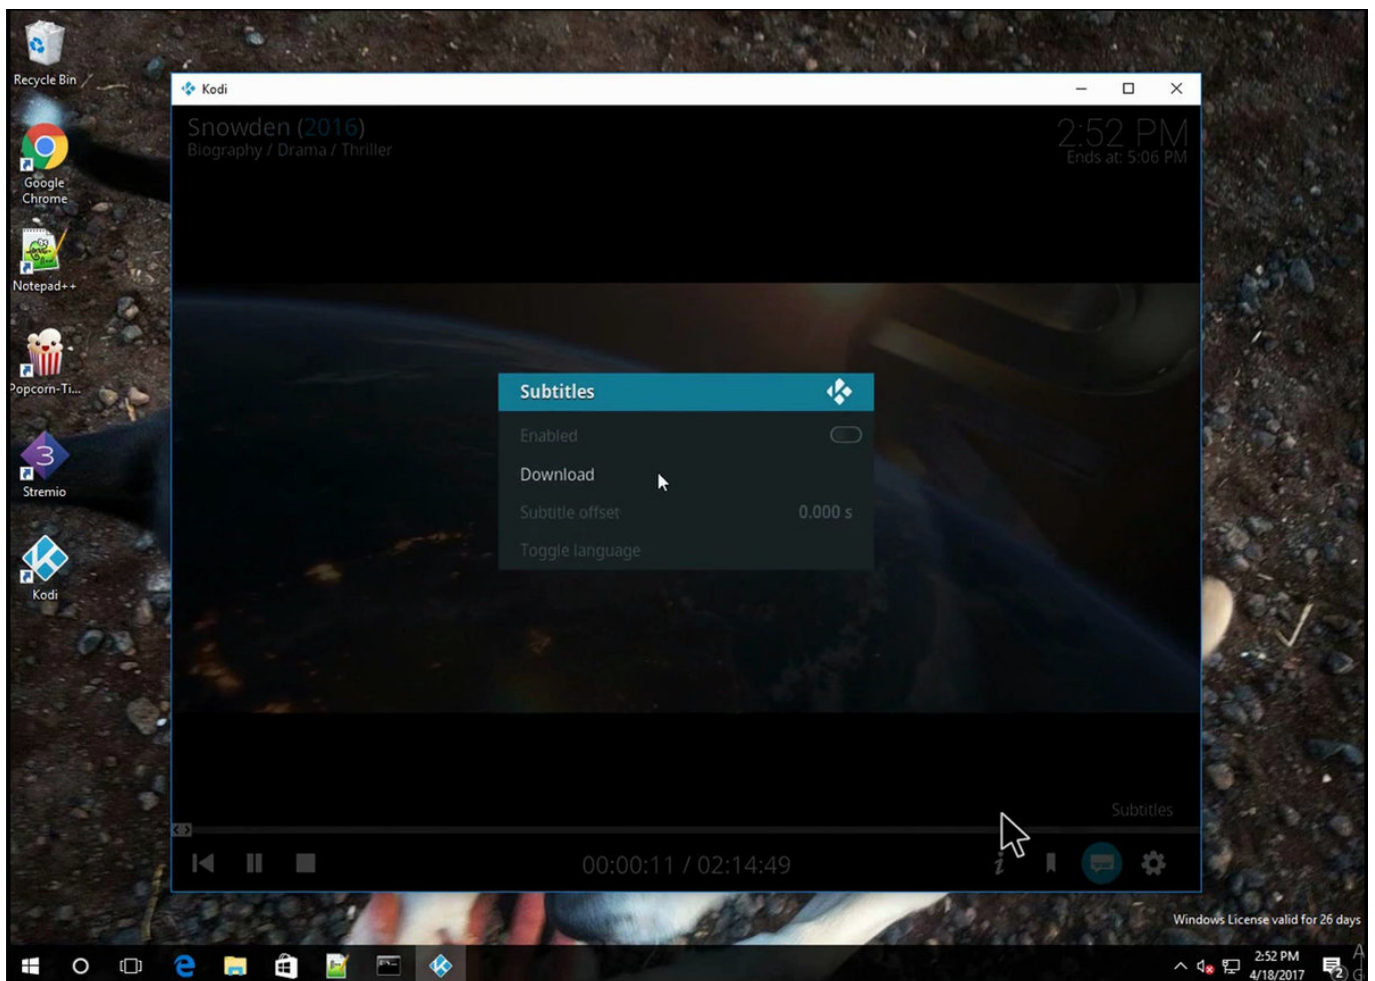 Recycle Bin
Kodi
Snowden (2016)
2:52 PM
Biography / Drama / Thriller
Ends at: 5:06 PM
Google
Chrome
Notepad++
Popcorn-Ti...
Subtitles
Enabled
Download
Subtitle offset
0.000 s
Toggle language
3
Stremio
Kodi
Subtitles
00:00:11 / 02:14:49
i
Windows License valid for 26 days
2:52 PM
4/18/2017
2